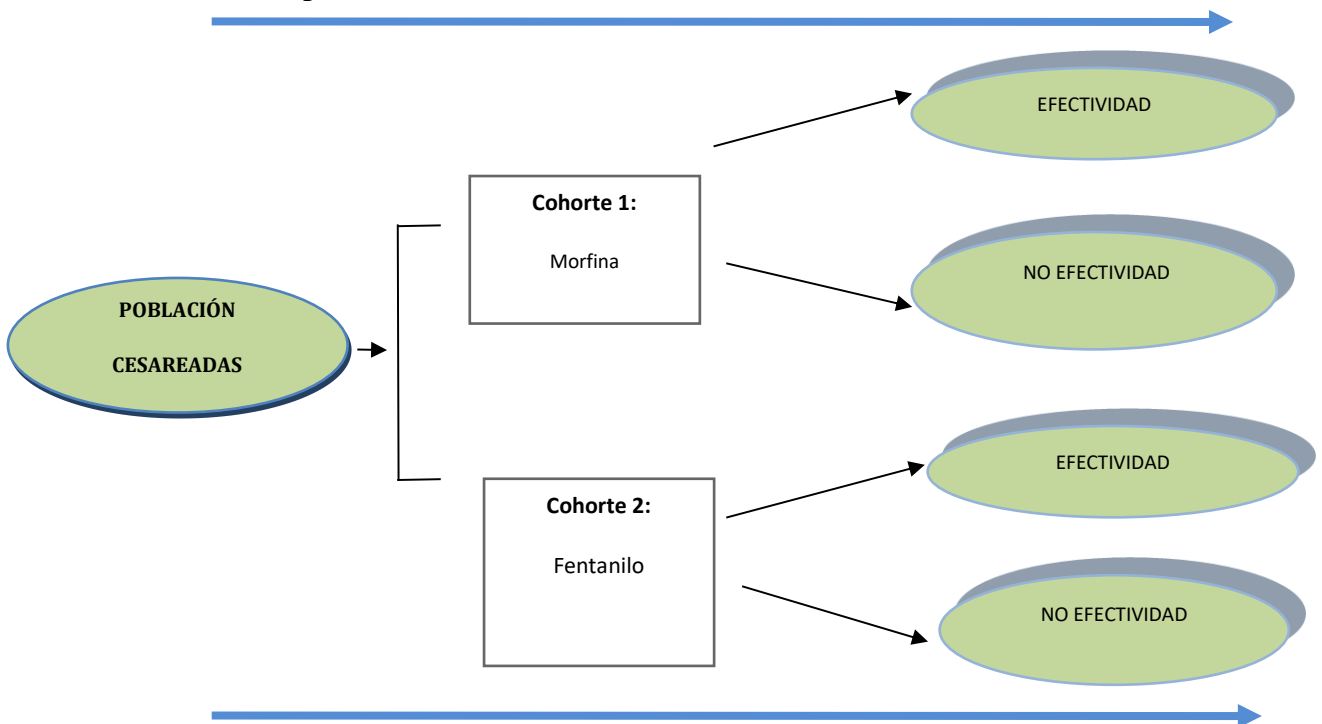 POBLACIÓN
CESAREADAS
Cohorte 1:
Morfina
EFECTIVIDAD
NO EFECTIVIDAD
Cohorte 2:
Fentanilo
EFECTIVIDAD
NO EFECTIVIDAD